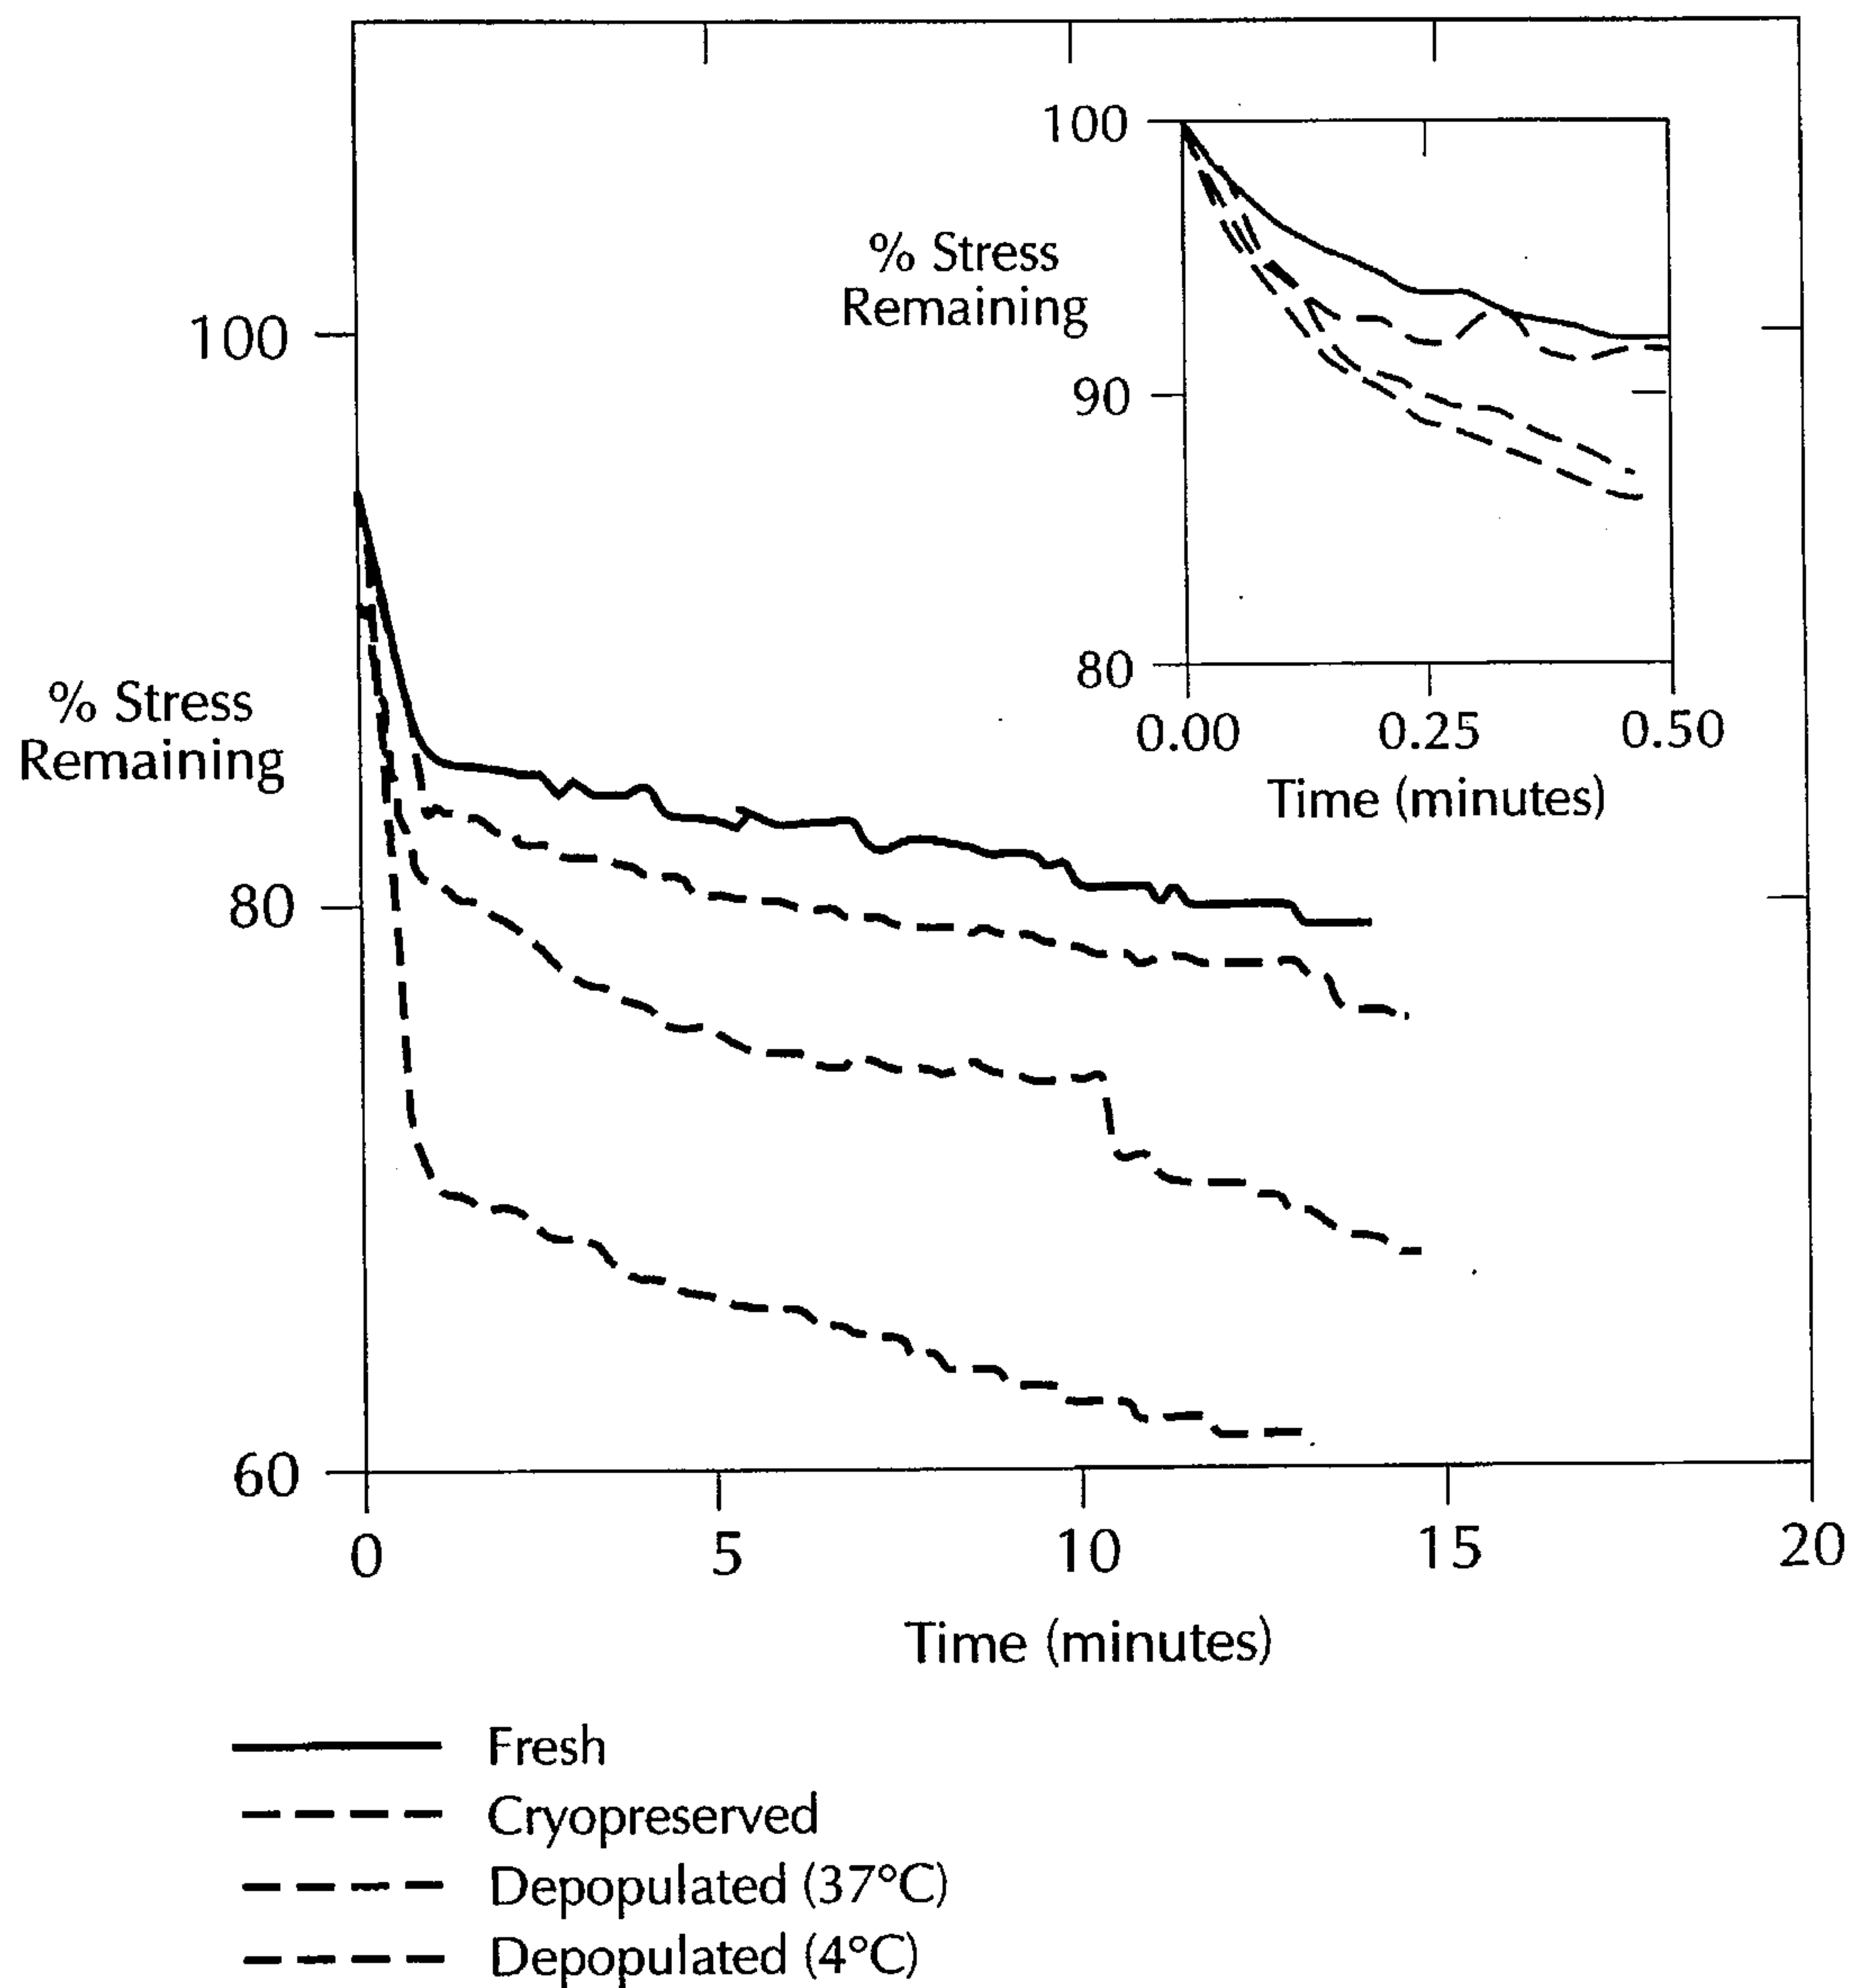 100
% Stress
Remaining
90
80
0.00
0.25
0.50
Time (minutes)
100
% Stress
Remaining
80
60
0
5
10
15
20
Time (minutes)
Fresh
Cryopreserved
Depopulated (37°C)
Depopulated (4°C)